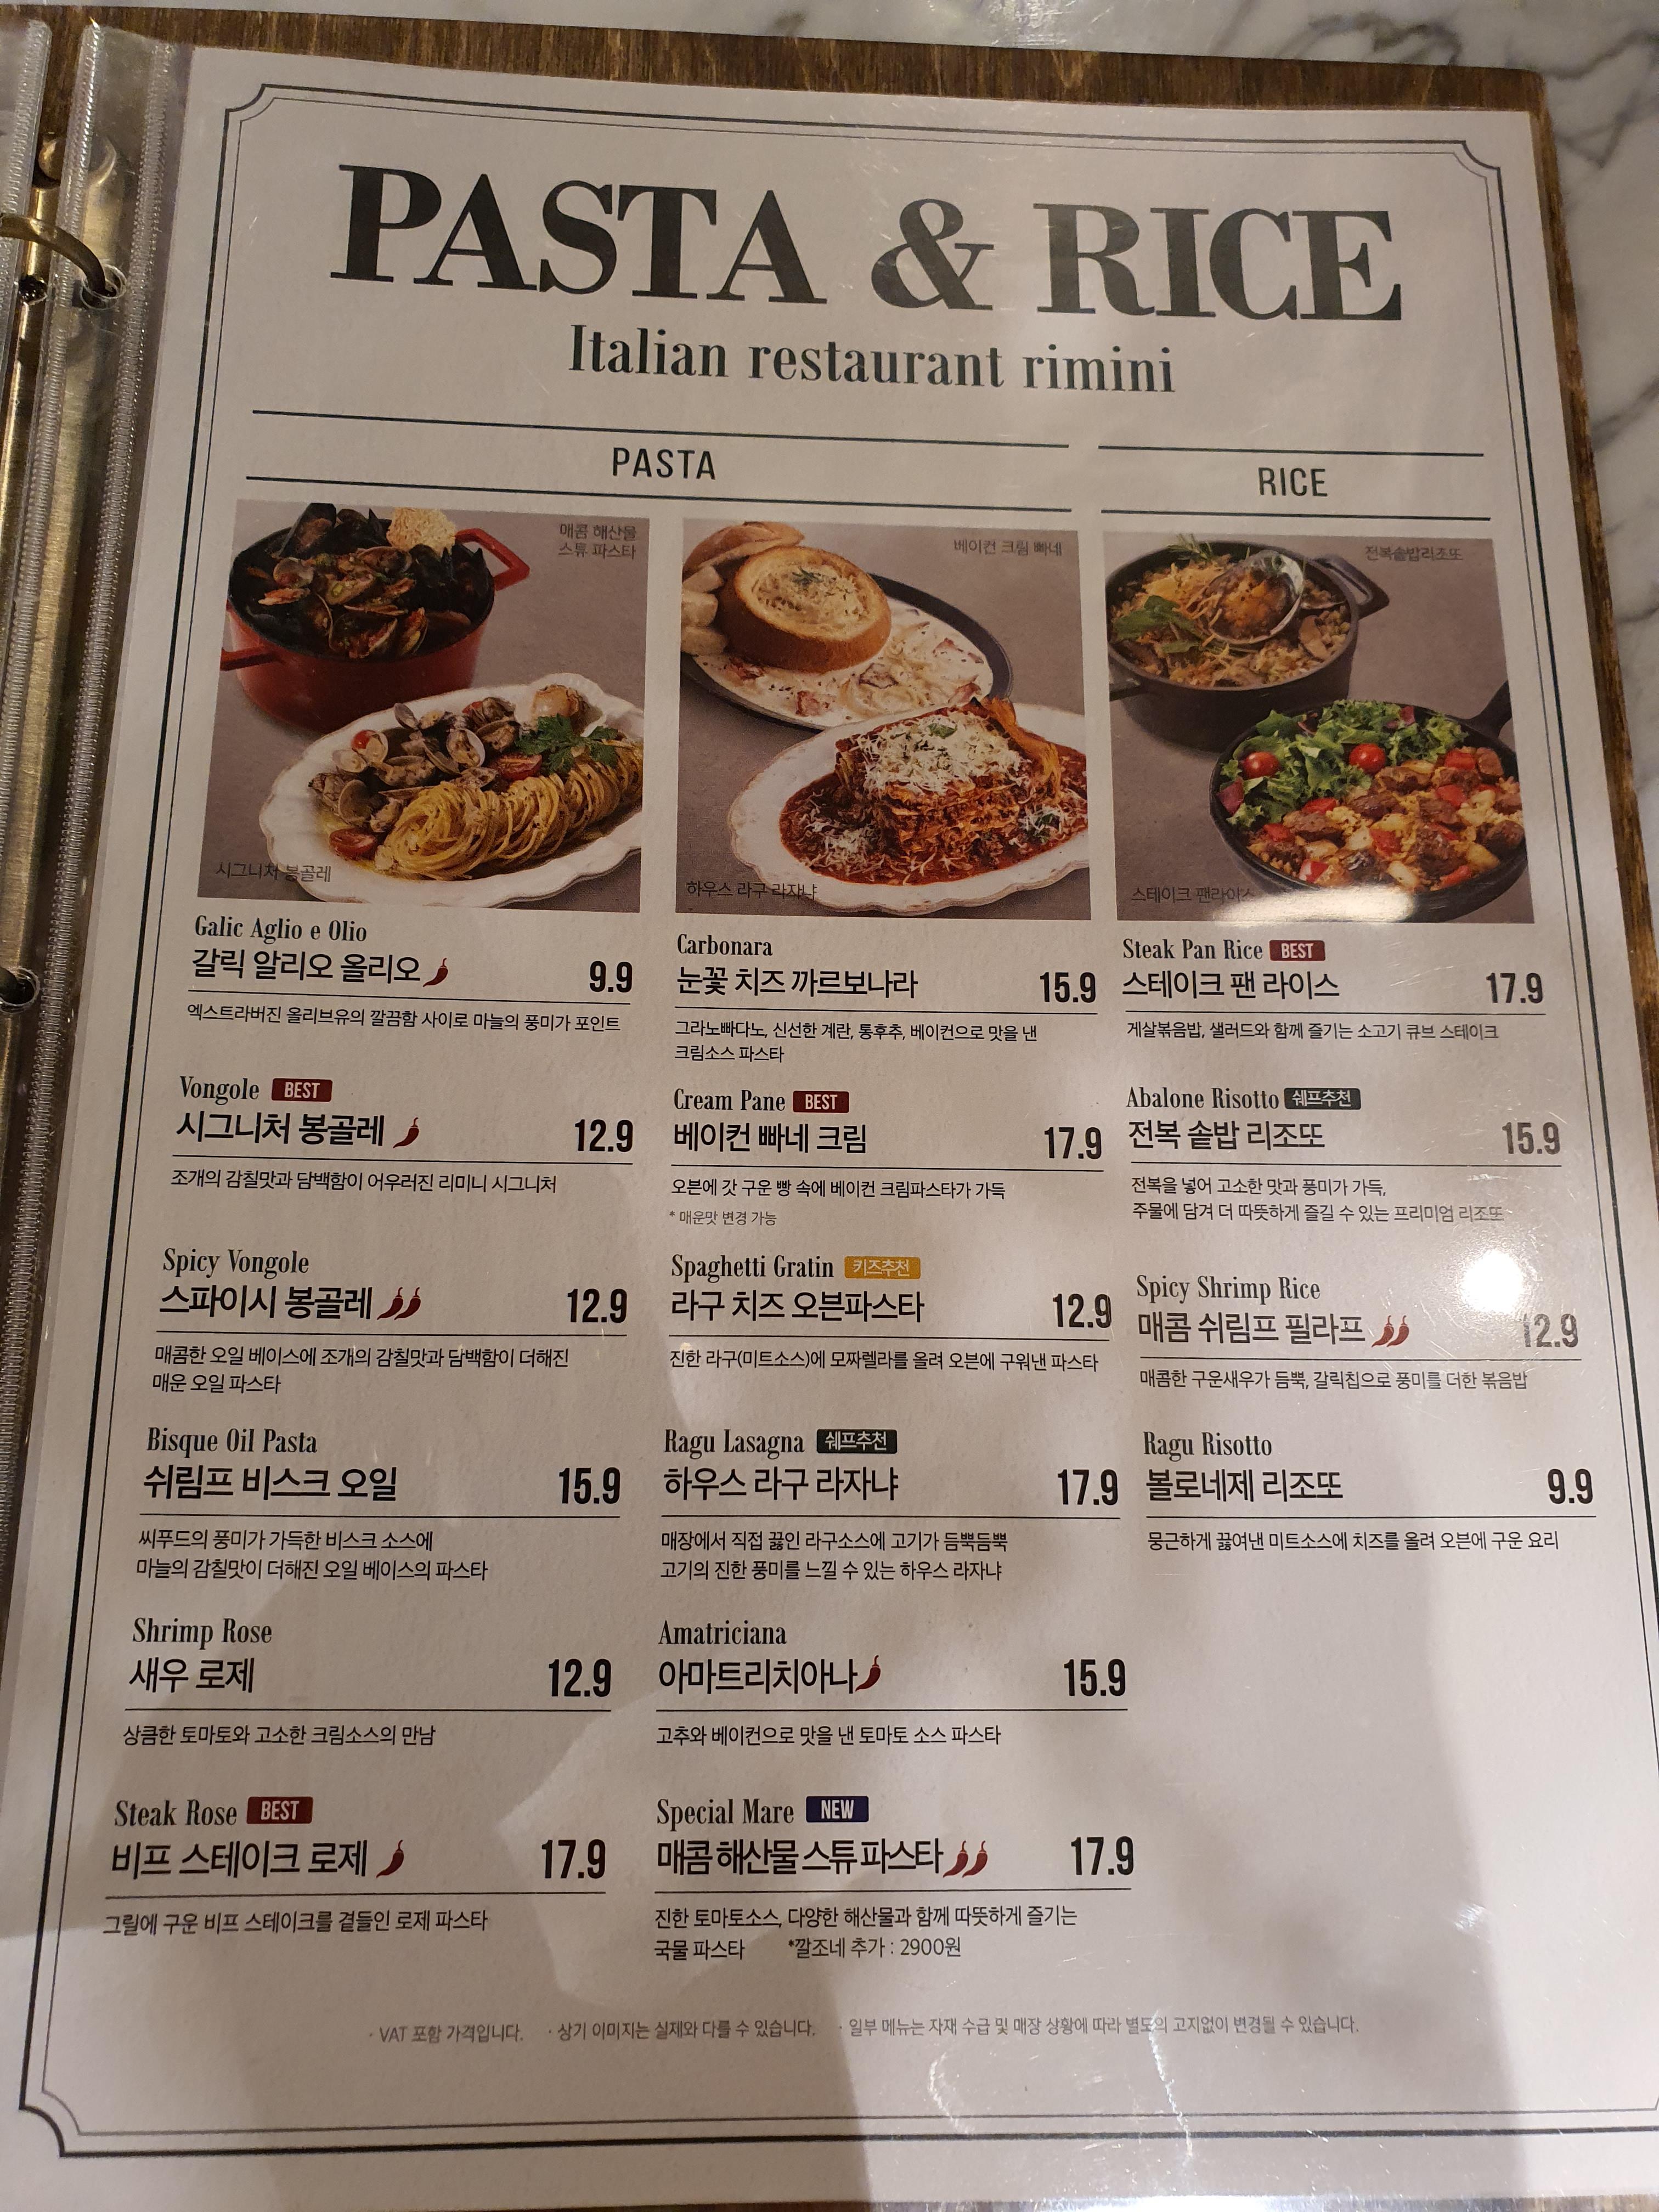 PASTA & RICE
Italian restaurant rimini
PASTA
매콤 해산물
스튜 파스타
시그니처 봉골레
베이컨 크림 빠네
하우스 라구 라자냐
Galic Aglio e Olio
갈릭 알리오 올리오 9.9
엑스트라버진 올리브유의 깔끔함 사이로 마늘의 풍미가 포인트
Vongole BEST
시그니처 봉골레 12.9
조개의 감칠맛과 담백함이 어우러진 리미니 시그니처
Spicy Vongole
스파이시 봉골레 12.9
매콤한 오일 베이스에 조개의 감칠맛과 담백함이 더해진
매운 오일 파스타
Bisque Oil Pasta
쉬림프 비스크 오일 15.9
씨푸드의 풍미가 가득한 비스크 소스에
마늘의 감칠맛이 더해진 오일 베이스의 파스타
Shrimp Rose
새우 로제 12.9
상큼한 토마토와 고소한 크림소스의 만남
Steak Rose BEST
비프 스테이크 로제 17.9
그릴에 구운 비프 스테이크를 곁들인 로제 파스타
Carbonara
눈꽃 치즈 까르보나라 15.9
그라노빠다노, 신선한 계란, 통후추, 베이컨으로 맛을 낸
크림소스 파스타
Cream Pane BEST
베이컨 빠네 크림 17.9
오븐에 갓 구운 빵 속에 베이컨 크림파스타가 가득
* 매운맛 변경 가능
Spaghetti Gratin 키즈추천
라구 치즈 오븐파스타 12.9
진한 라구(미트소스)에 모짜렐라를 올려 오븐에 구워낸 파스타
Ragu Lasagna 쉐프추천
하우스 라구 라자냐 17.9
매장에서 직접 끓인 라구소스에 고기가 듬뿍듬뿍
고기의 진한 풍미를 느낄 수 있는 하우스 라자냐
Amatriciana
아마트리치아나 15.9
고추와 베이컨으로 맛을 낸 토마토 소스 파스타
Special Mare NEW
매콤 해산물 스튜 파스타 17.9
진한 토마토소스, 다양한 해산물과 함께 따뜻하게 즐기는
국물 파스타 *깔조네 추가 : 2900원
RICE
전복솥밥리조또
스테이크 팬라이스
Steak Pan Rice BEST
스테이크 팬 라이스 17.9
게살볶음밥, 샐러드와 함께 즐기는 소고기 큐브 스테이크
Abalone Risotto 쉐프추천
전복 솥밥 리조또 15.9
전복을 넣어 고소한 맛과 풍미가 가득,
주물에 담겨 더 따뜻하게 즐길 수 있는 프리미엄 리조또
Spicy Shrimp Rice
매콤 쉬림프 필라프 12.9
매콤한 구운새우가 듬뿍, 갈릭칩으로 풍미를 더한 볶음밥
Ragu Risotto
볼로네제 리조또 9.9
뭉근하게 끓여낸 미트소스에 치즈를 올려 오븐에 구운 요리
· VAT 포함 가격입니다. · 상기 이미지는 실제와 다를 수 있습니다. · 일부 메뉴는 자재 수급 및 매장 상황에 따라 별도의 고지없이 변경될 수 있습니다.